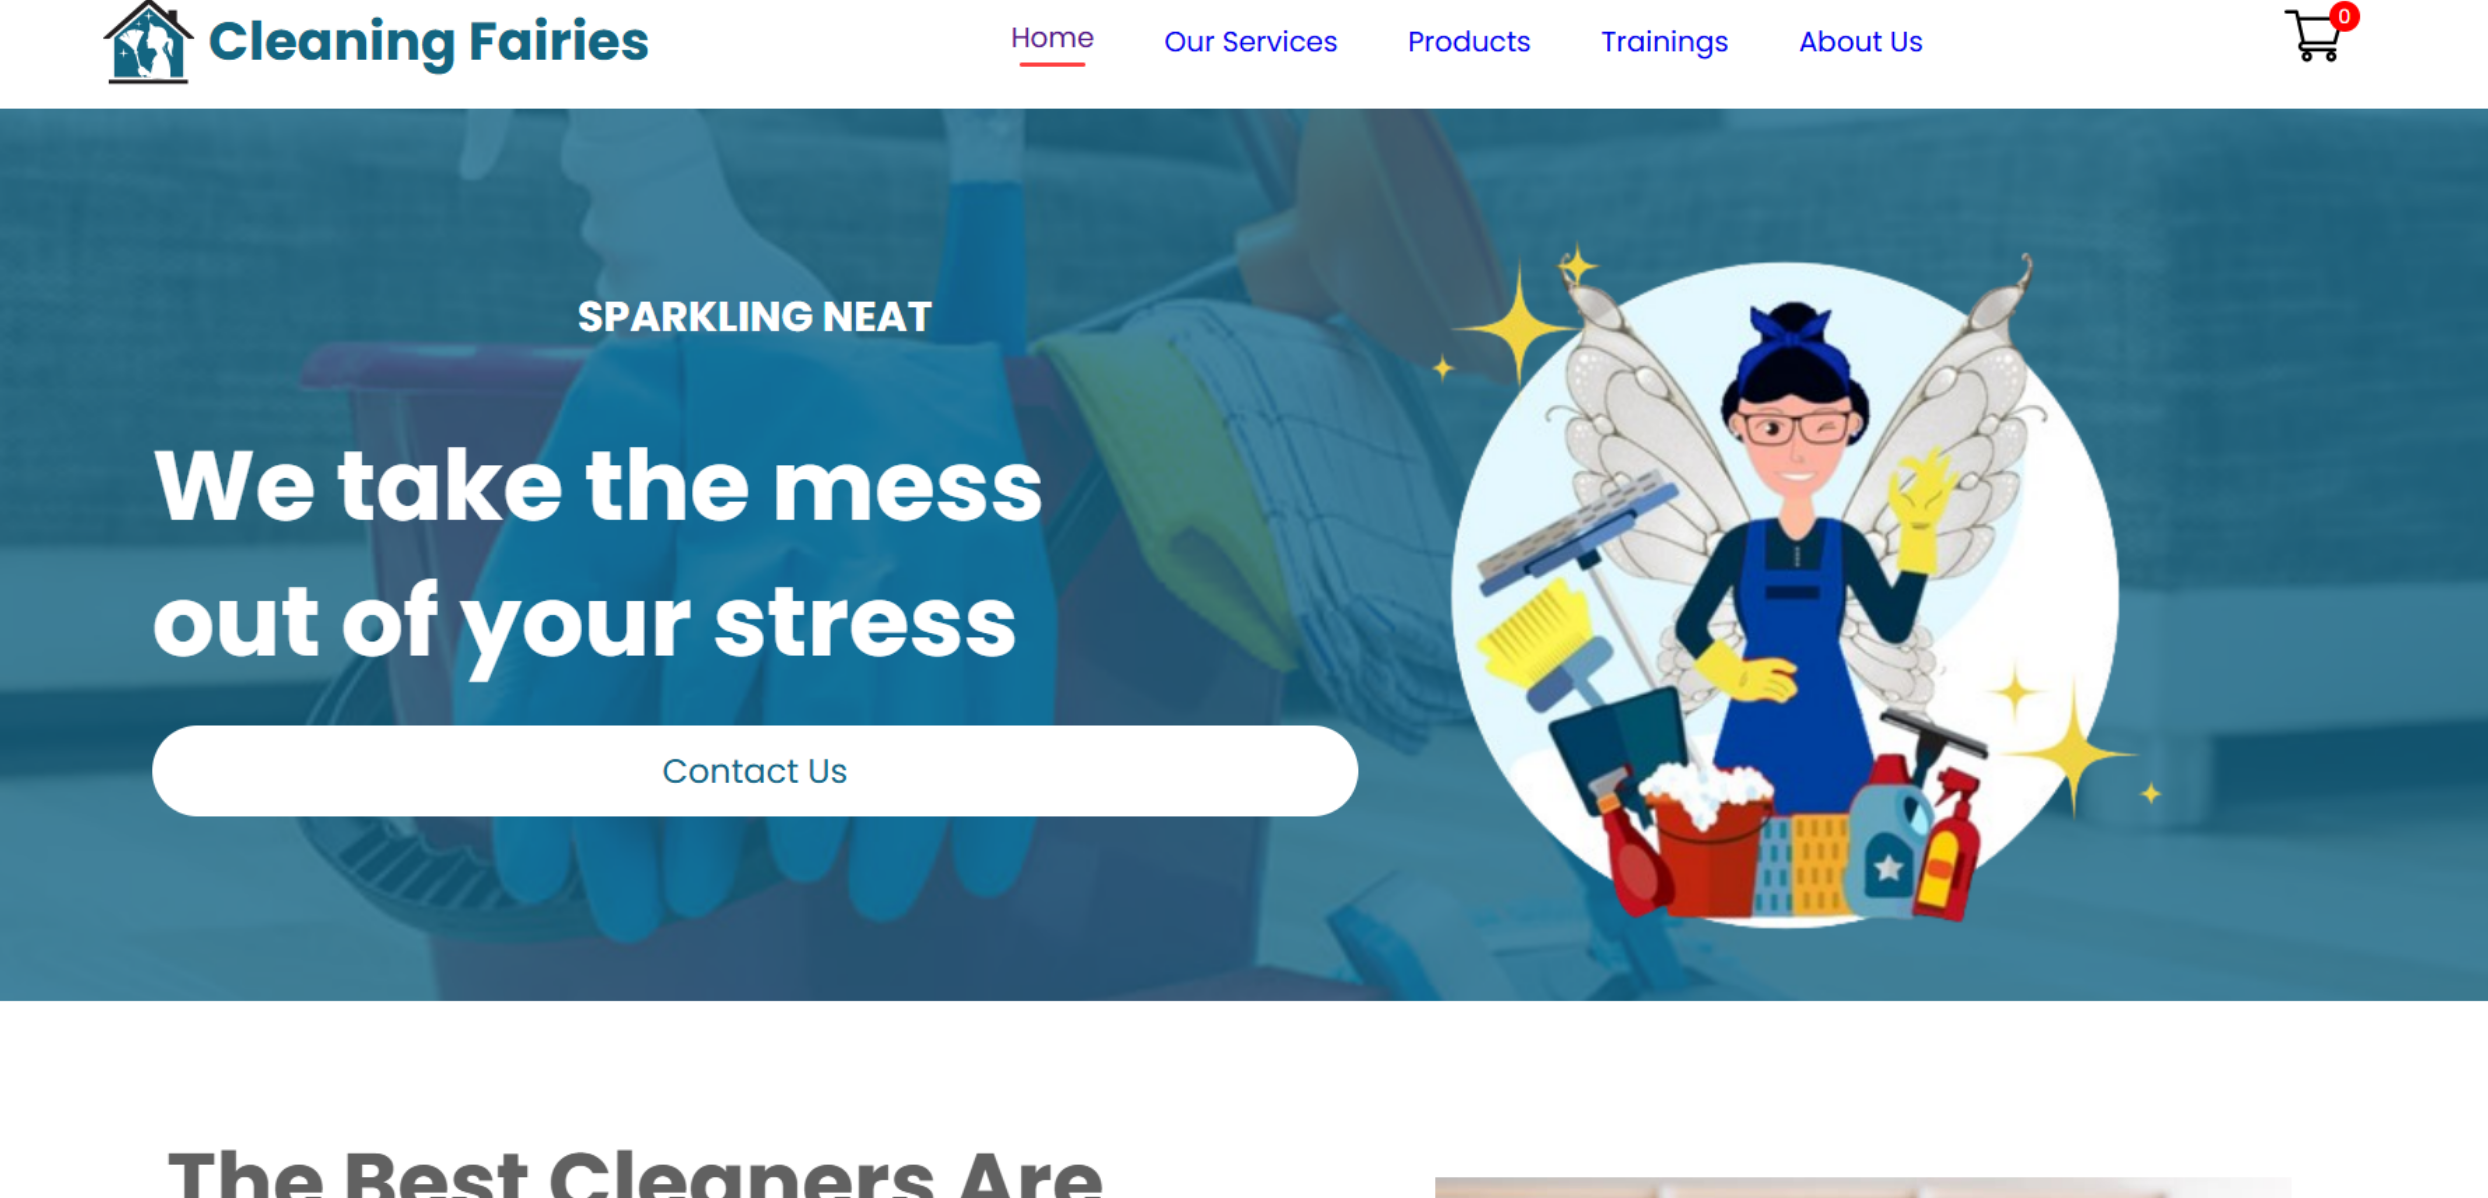 Cleaning Fairies
Home Our Services Products Trainings About Us
0
SPARKLING NEAT
We take the mess
out of your stress
Contact Us
The Best Cleaners Are